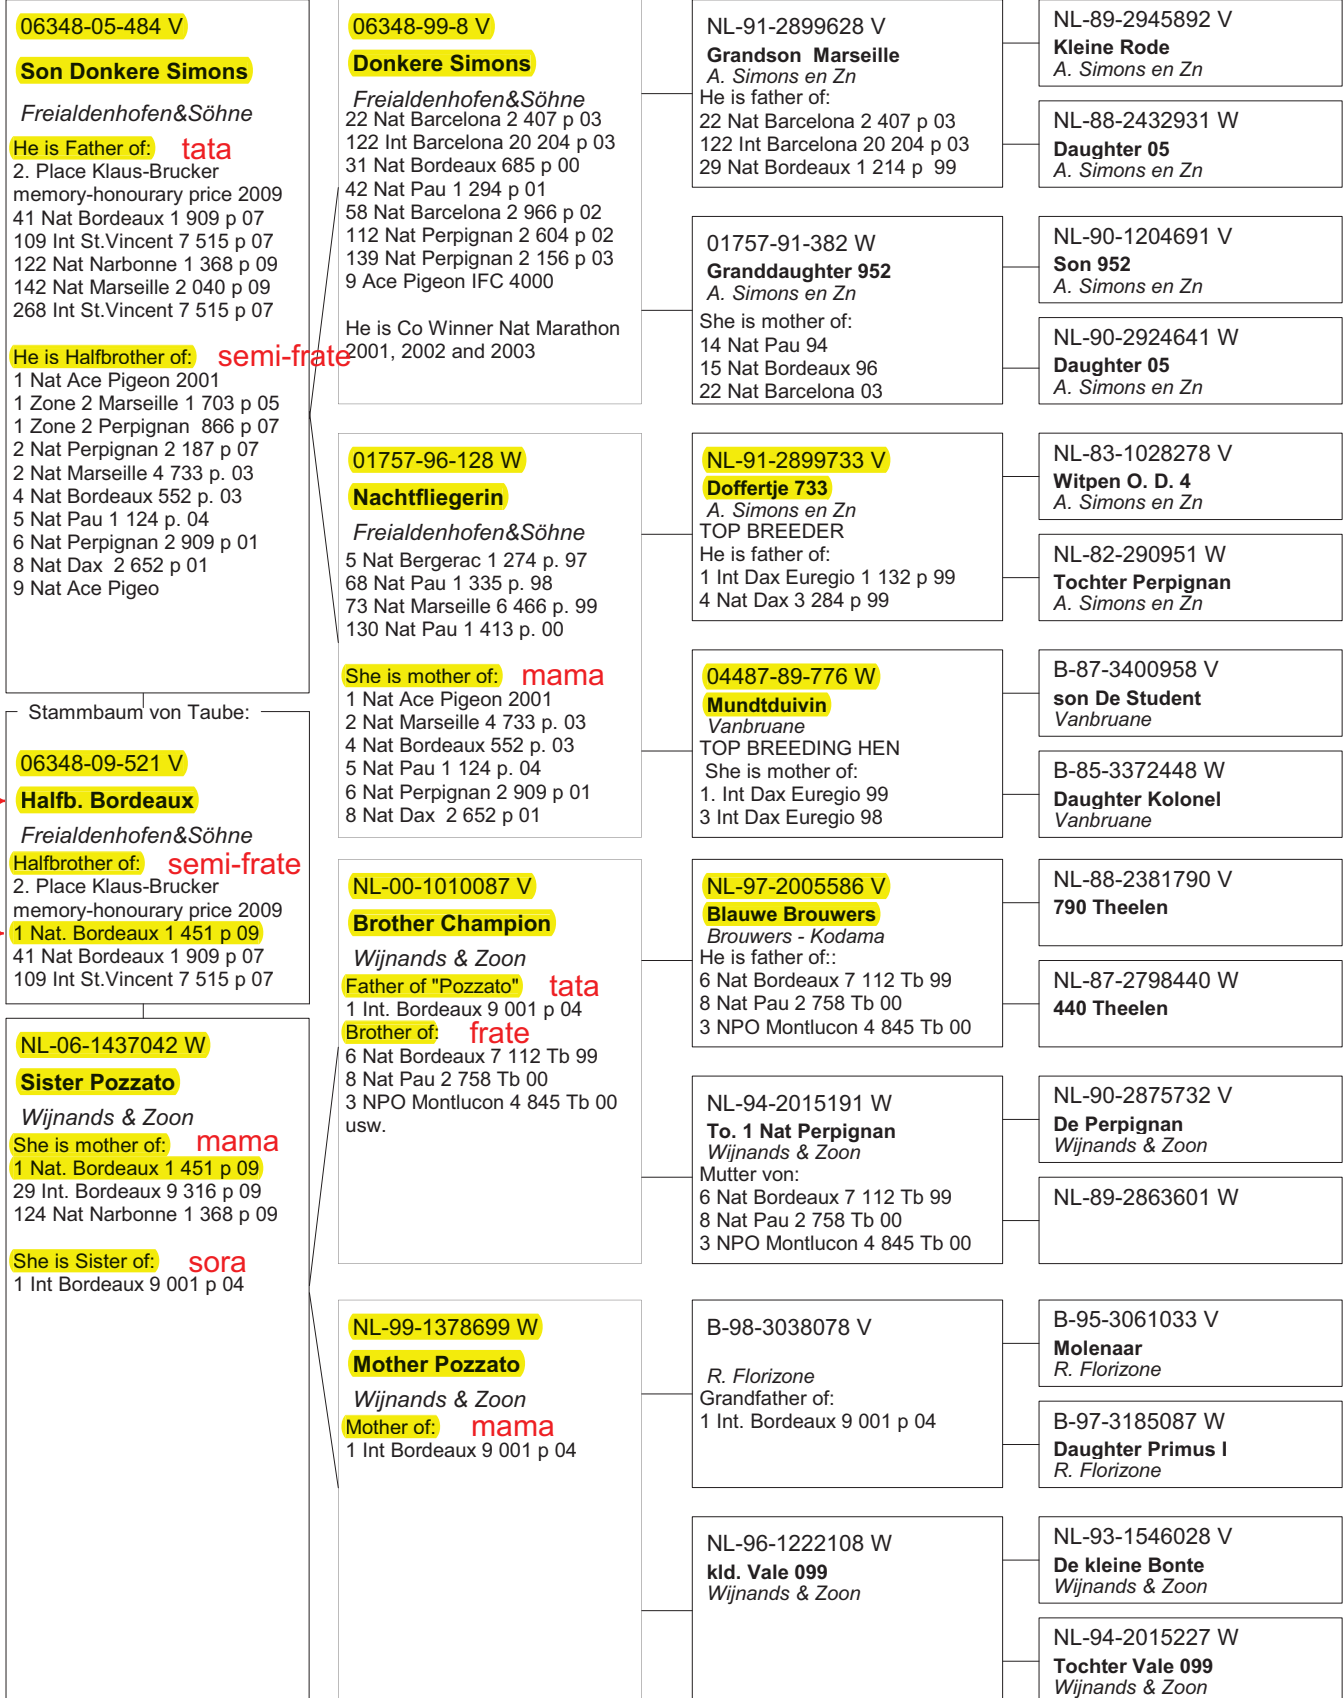 06348-05-484 V
Son Donkere Simons
Freialdenhofen&Söhne
He is Father of: tata
2. Place Klaus-Brucker
memory-honourary price 2009
41 Nat Bordeaux 1 909 p 07
109 Int St.Vincent 7 515 p 07
122 Nat Narbonne 1 368 p 09
142 Nat Marseille 2 040 p 09
268 Int St.Vincent 7 515 p 07
He is Halfbrother of: semi-frate
1 Nat Ace Pigeon 2001
1 Zone 2 Marseille 1 703 p 05
1 Zone 2 Perpignan 866 p 07
2 Nat Perpignan 2 187 p 07
2 Nat Marseille 4 733 p. 03
4 Nat Bordeaux 552 p. 03
5 Nat Pau 1 124 p. 04
6 Nat Perpignan 2 909 p 01
8 Nat Dax 2 652 p 01
9 Nat Ace Pigeo
Stammbaum von Taube:
06348-09-521 V
Halfb. Bordeaux
Freialdenhofen&Söhne
Halfbrother of: semi-frate
2. Place Klaus-Brucker
memory-honourary price 2009
1 Nat. Bordeaux 1 451 p 09
41 Nat Bordeaux 1 909 p 07
109 Int St.Vincent 7 515 p 07
NL-06-1437042 W
Sister Pozzato
Wijnands & Zoon
She is mother of: mama
1 Nat. Bordeaux 1 451 p 09
29 Int. Bordeaux 9 316 p 09
124 Nat Narbonne 1 368 p 09
She is Sister of: sora
1 Int Bordeaux 9 001 p 04
06348-99-8 V
Donkere Simons
Freialdenhofen&Söhne
22 Nat Barcelona 2 407 p 03
122 Int Barcelona 20 204 p 03
31 Nat Bordeaux 685 p 00
42 Nat Pau 1 294 p 01
58 Nat Barcelona 2 966 p 02
112 Nat Perpignan 2 604 p 02
139 Nat Perpignan 2 156 p 03
9 Ace Pigeon IFC 4000
He is Co Winner Nat Marathon
2001, 2002 and 2003
01757-96-128 W
Nachtfliegerin
Freialdenhofen&Söhne
5 Nat Bergerac 1 274 p. 97
68 Nat Pau 1 335 p. 98
73 Nat Marseille 6 466 p. 99
130 Nat Pau 1 413 p. 00
She is mother of: mama
1 Nat Ace Pigeon 2001
2 Nat Marseille 4 733 p. 03
4 Nat Bordeaux 552 p. 03
5 Nat Pau 1 124 p. 04
6 Nat Perpignan 2 909 p 01
8 Nat Dax 2 652 p 01
NL-00-1010087 V
Brother Champion
Wijnands & Zoon
Father of "Pozzato" tata
1 Int. Bordeaux 9 001 p 04
Brother of: frate
6 Nat Bordeaux 7 112 Tb 99
8 Nat Pau 2 758 Tb 00
3 NPO Montlucon 4 845 Tb 00
usw.
NL-99-1378699 W
Mother Pozzato
Wijnands & Zoon
Mother of: mama
1 Int Bordeaux 9 001 p 04
NL-91-2899628 V
Grandson Marseille
A. Simons en Zn
He is father of:
22 Nat Barcelona 2 407 p 03
122 Int Barcelona 20 204 p 03
29 Nat Bordeaux 1 214 p 99
01757-91-382 W
Granddaughter 952
A. Simons en Zn
She is mother of:
14 Nat Pau 94
15 Nat Bordeaux 96
22 Nat Barcelona 03
NL-91-2899733 V
Doffertje 733
A. Simons en Zn
TOP BREEDER
He is father of:
1 Int Dax Euregio 1 132 p 99
4 Nat Dax 3 284 p 99
04487-89-776 W
Mundtduivin
Vanbruane
TOP BREEDING HEN
She is mother of:
1. Int Dax Euregio 99
3 Int Dax Euregio 98
NL-97-2005586 V
Blauwe Brouwers
Brouwers - Kodama
He is father of::
6 Nat Bordeaux 7 112 Tb 99
8 Nat Pau 2 758 Tb 00
3 NPO Montlucon 4 845 Tb 00
NL-94-2015191 W
To. 1 Nat Perpignan
Wijnands & Zoon
Mutter von:
6 Nat Bordeaux 7 112 Tb 99
8 Nat Pau 2 758 Tb 00
3 NPO Montlucon 4 845 Tb 00
B-98-3038078 V
R. Florizone
Grandfather of:
1 Int. Bordeaux 9 001 p 04
NL-96-1222108 W
kld. Vale 099
Wijnands & Zoon
NL-89-2945892 V
Kleine Rode
A. Simons en Zn
NL-88-2432931 W
Daughter 05
A. Simons en Zn
NL-90-1204691 V
Son 952
A. Simons en Zn
NL-90-2924641 W
Daughter 05
A. Simons en Zn
NL-83-1028278 V
Witpen O. D. 4
A. Simons en Zn
NL-82-290951 W
Tochter Perpignan
A. Simons en Zn
B-87-3400958 V
son De Student
Vanbruane
B-85-3372448 W
Daughter Kolonel
Vanbruane
NL-88-2381790 V
790 Theelen
NL-87-2798440 W
440 Theelen
NL-90-2875732 V
De Perpignan
Wijnands & Zoon
NL-89-2863601 W
B-95-3061033 V
Molenaar
R. Florizone
B-97-3185087 W
Daughter Primus I
R. Florizone
NL-93-1546028 V
De kleine Bonte
Wijnands & Zoon
NL-94-2015227 W
Tochter Vale 099
Wijnands & Zoon